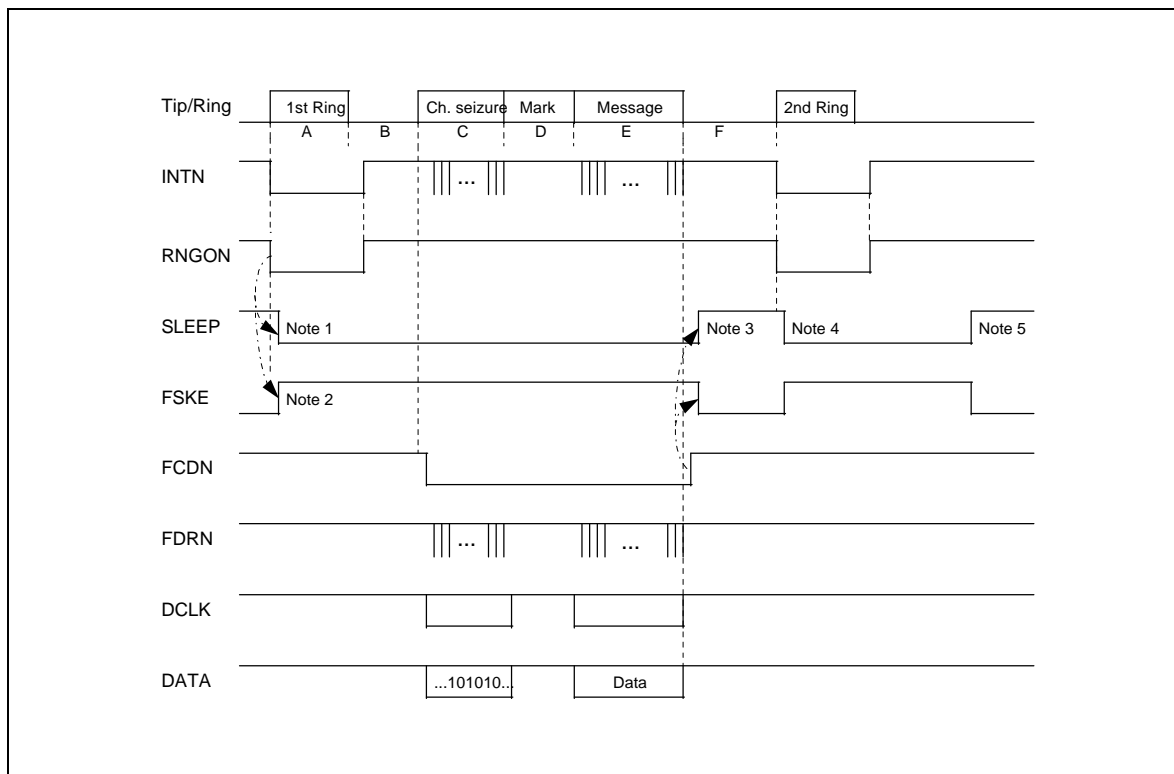 Tip/Ring 1st Ring Ch. seizure Mark Message 2nd Ring
A B C D E F
INTN ... ...
RNGON
SLEEP Note 1 Note 3 Note 4 Note 5
FSKE Note 2
FCDN
FDRN ... ...
DCLK
DATA ...101010... Data